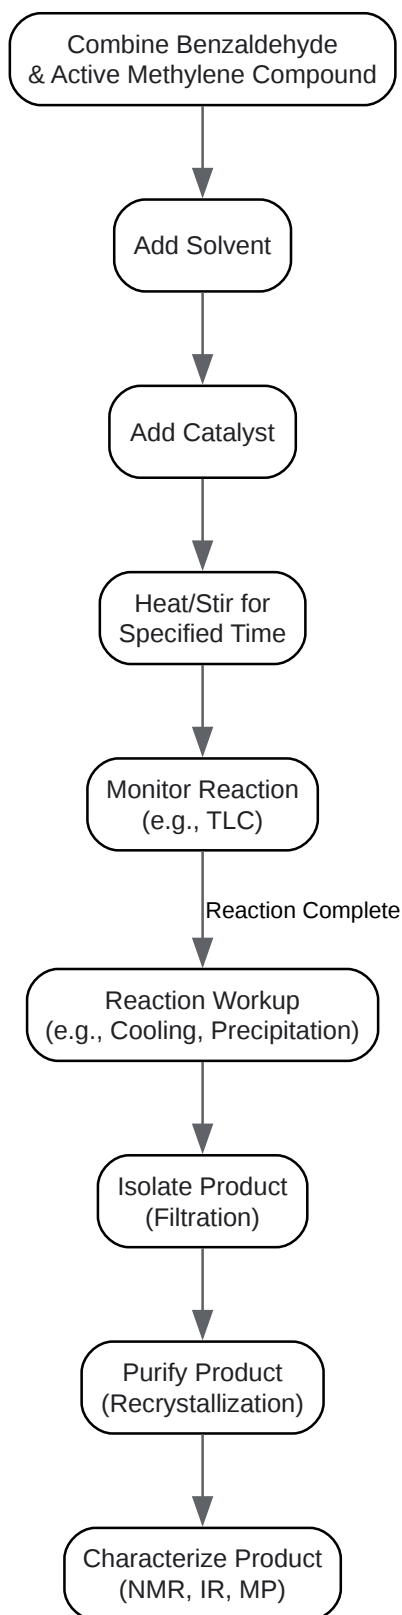 Combine Benzaldehyde
& Active Methylene Compound
Add Solvent
Add Catalyst
Heat/Stir for
Specified Time
Monitor Reaction
(e.g., TLC)
Reaction Complete
Reaction Workup
(e.g., Cooling, Precipitation)
Isolate Product
(Filtration)
Purify Product
(Recrystallization)
Characterize Product
(NMR, IR, MP)